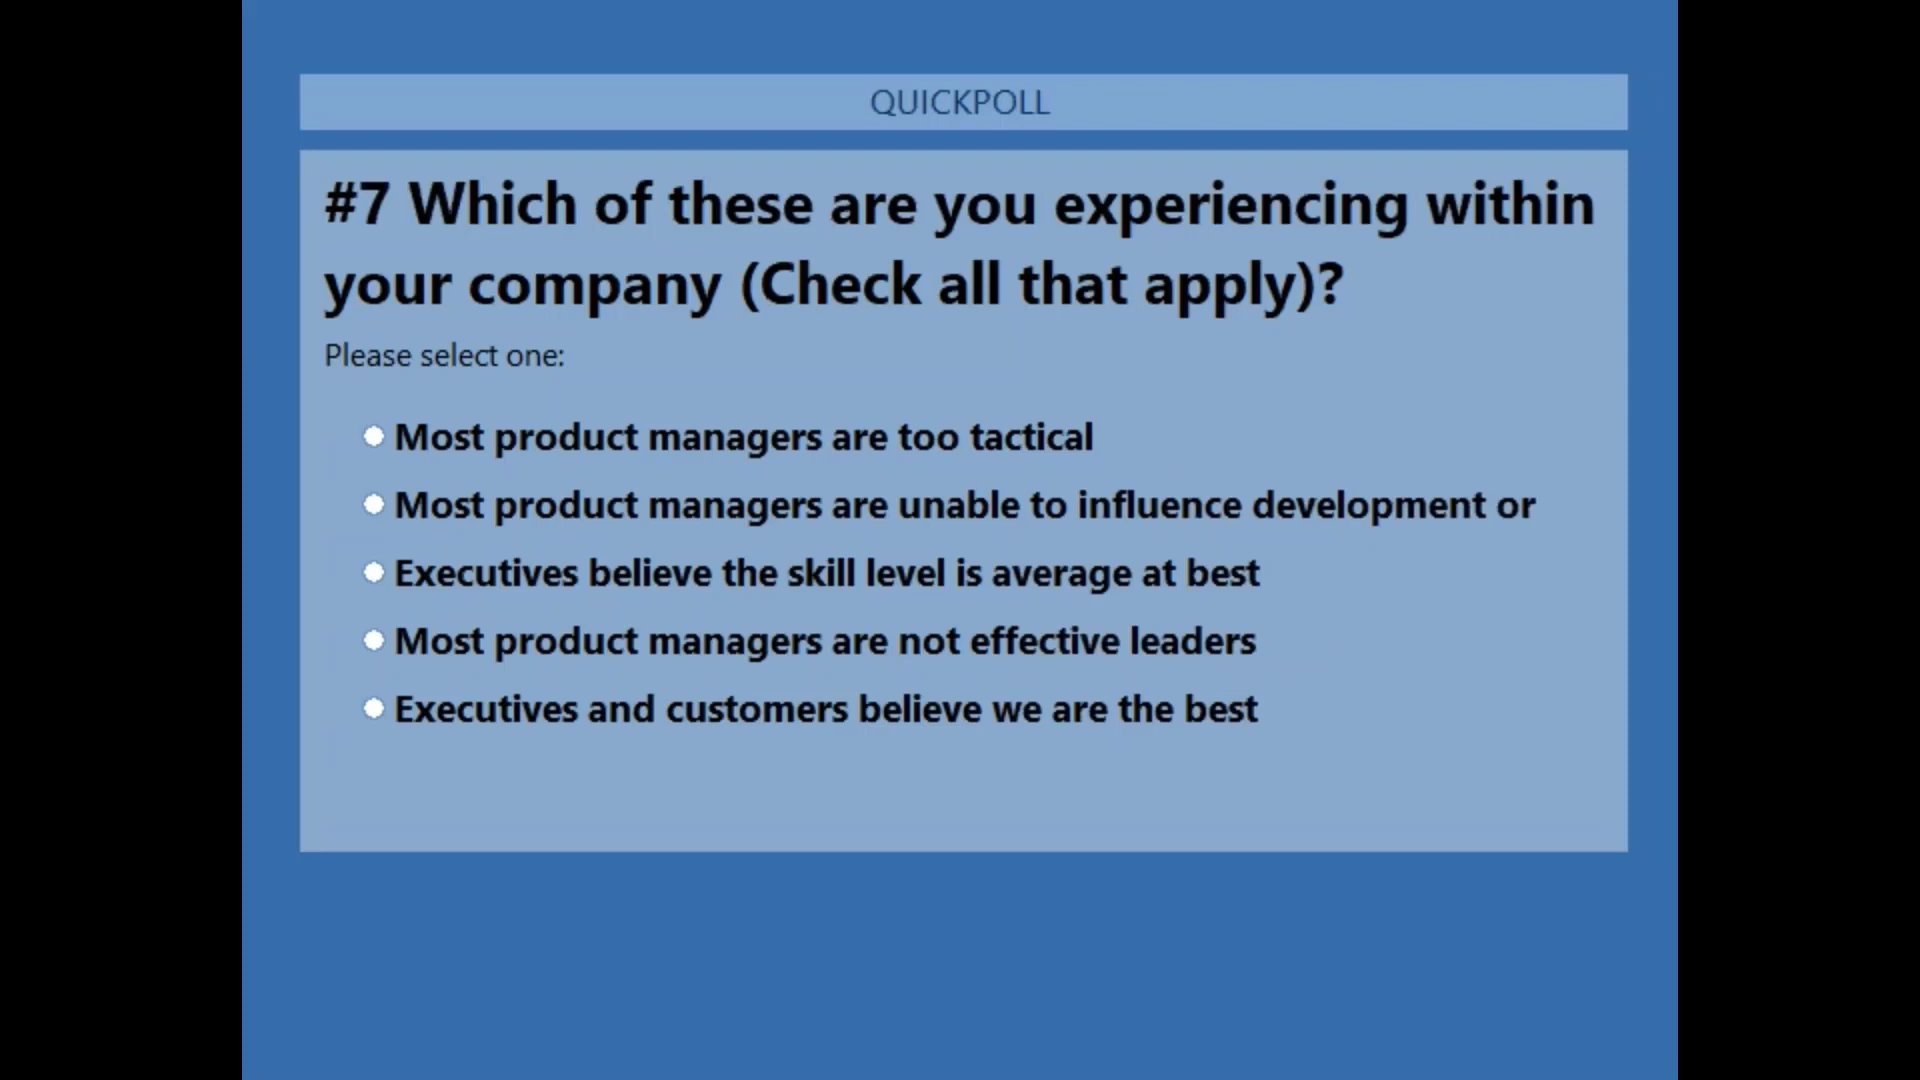 QUICKPOLL
#7 Which of these are you experiencing within
your company (Check all that apply)?
Please select one:
Most product managers are too tactical
Most product managers are unable to influence development or
Executives believe the skill level is average at best
Most product managers are not effective leaders
Executives and customers believe we are the best